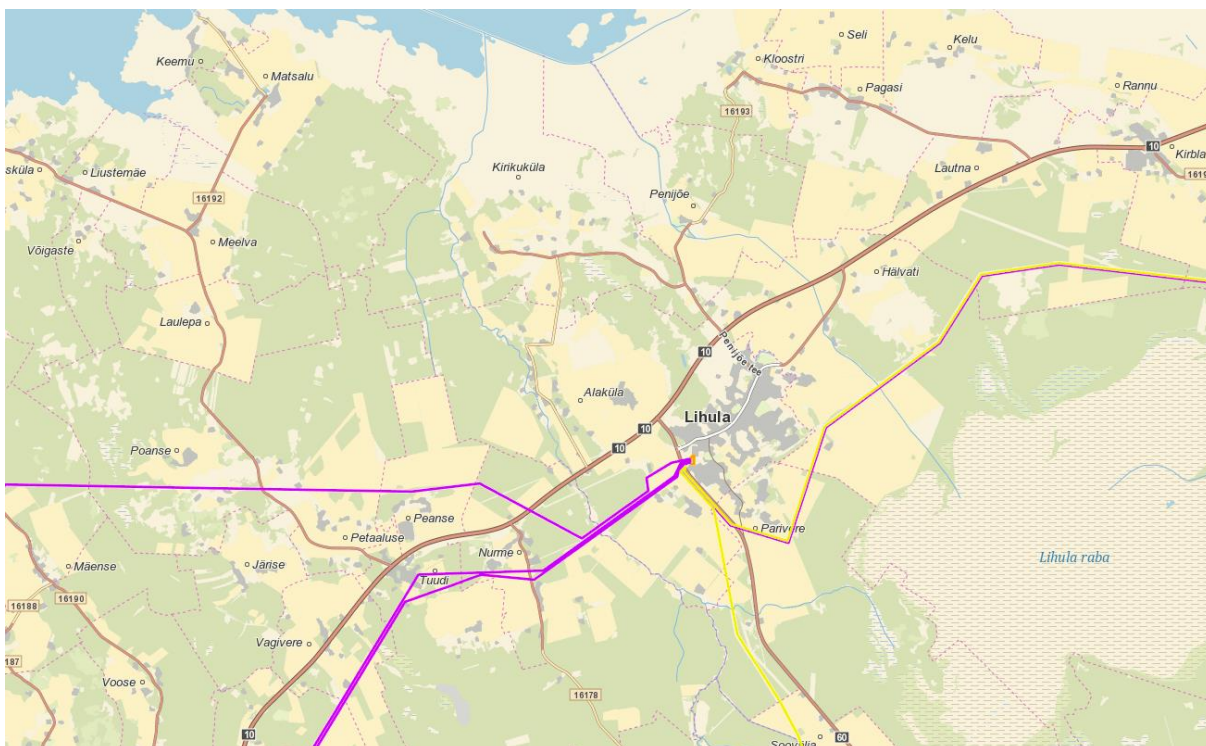 Seli
Kelu
Keemu
Kloostri
Matsalu
Pagasi
Rannu
16193
10
Kirbla
sküla
Liustemäe
Kirikuküla
Lautna
16192
Penijõe
Võigaste
Meelva
Hälvati
Laulepa
Penijõe tee
10
Alaküla
Lihula
10
10
Poanse
Peanse
Parivere
Petaaluse
Nurme
Lihula raba
Mäense
Järise
Tuudi
16190
16188
Vagivere
187
Voose
16178
10
60